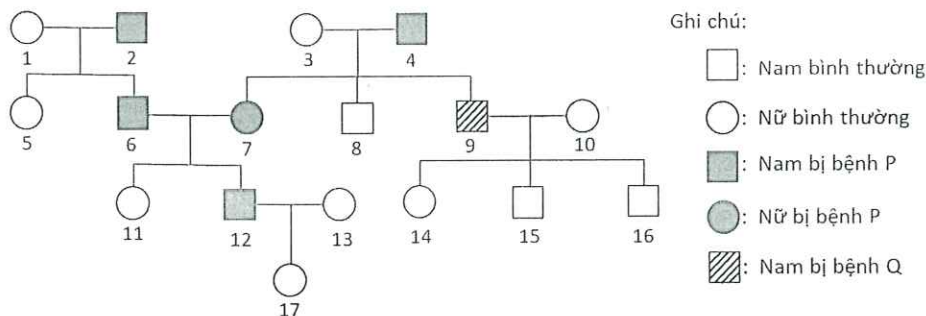 Ghi chú:
1 2 3 4
: Nam bình thường
5 6 7 8 9 10
: Nữ bình thường
: Nam bị bệnh P
11 12 13 14 15 16
: Nữ bị bệnh P
17
: Nam bị bệnh Q